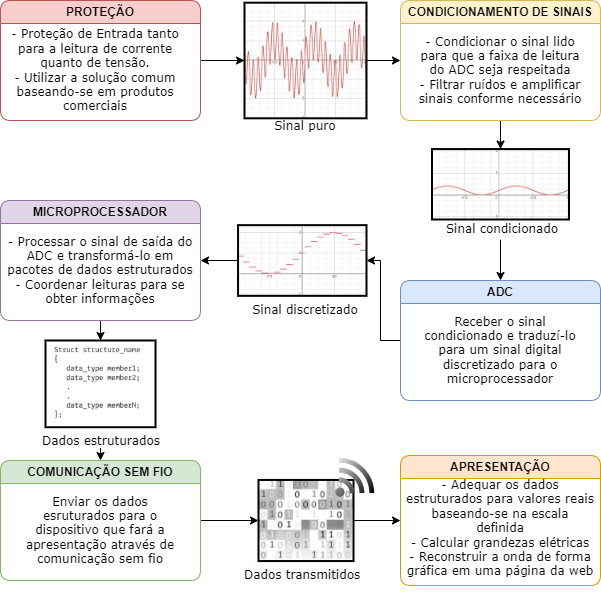 PROTEÇÃO
- Proteção de Entrada tanto
para a leitura de corrente
quanto de tensão.
- Utilizar a solução comum
baseando-se em produtos
comerciais
Sinal puro
CONDICIONAMENTO DE SINAIS
- Condicionar o sinal lido
para que a faixa de leitura
do ADC seja respeitada
- Filtrar ruídos e amplificar
sinais conforme necessário
Sinal condicionado
ADC
Receber o sinal
condicionado e traduzí-lo
para um sinal digital
discretizado para o
microprocessador
Sinal discretizado
MICROPROCESSADOR
- Processar o sinal de saída do
ADC e transformá-lo em
pacotes de dados estruturados
- Coordenar leituras para se
obter informações
Struct structure_name
{
data_type member1;
data_type member2;
.
.
data_type memberN;
};
Dados estruturados
COMUNICAÇÃO SEM FIO
Enviar os dados
esruturados para o
dispositivo que fará a
apresentação através de
comunicação sem fio
Dados transmitidos
APRESENTAÇÃO
- Adequar os dados
estruturados para valores reais
baseando-se na escala
definida
- Calcular grandezas elétricas
- Reconstruir a onda de forma
gráfica em uma página da web